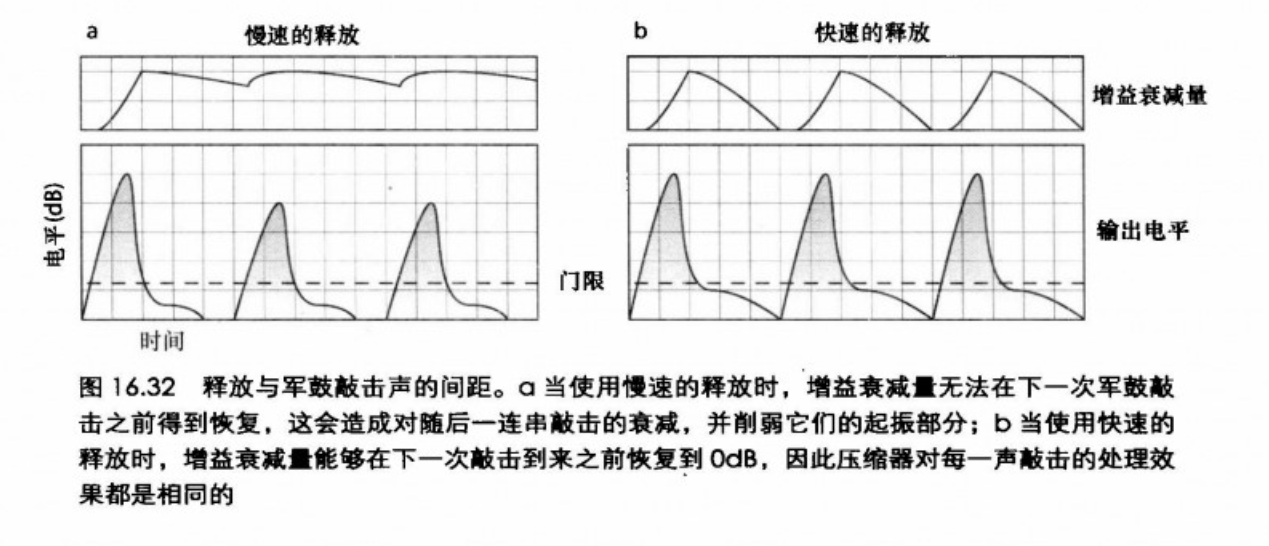 a
慢速的释放
b
快速的释放
增益衰减量
电平(dB)
输出电平
门限
时间
图 16.32 释放与军鼓敲击声的间距。a 当使用慢速的释放时，增益衰减量无法在下一次军鼓敲
击之前得到恢复，这会造成对随后一连串敲击的衰减，并削弱它们的起振部分；b 当使用快速的
释放时，增益衰减量能够在下一次敲击到来之前恢复到 0dB，因此压缩器对每一声敲击的处理效
果都是相同的